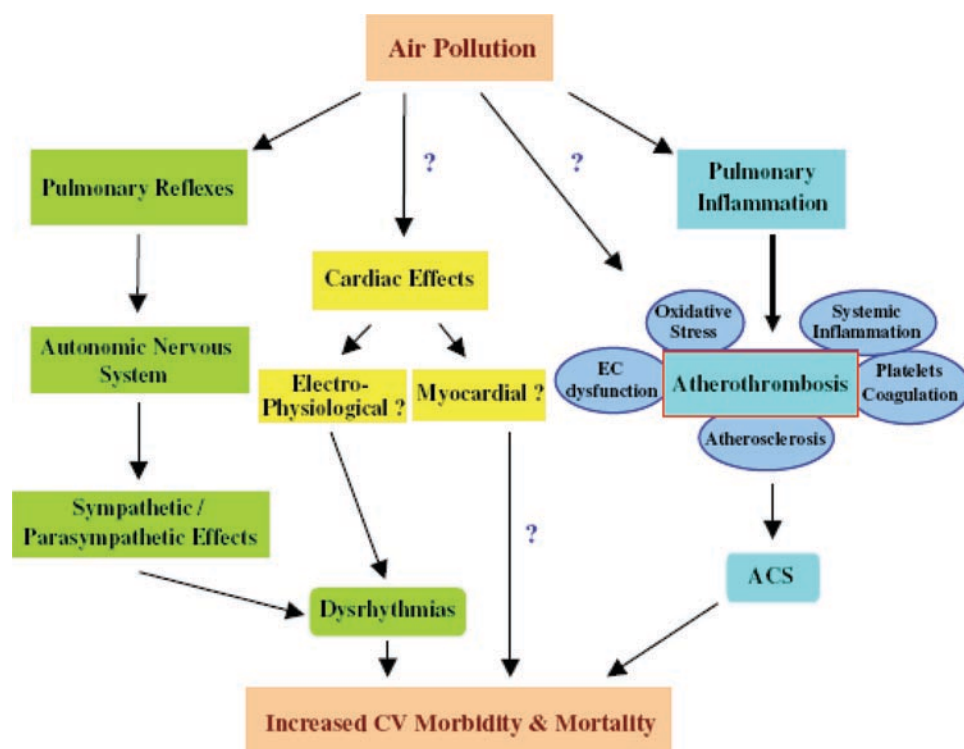 Air Pollution
?
?
Pulmonary Reflexes
Pulmonary
Inflammation
Cardiac Effects
Oxidative
Stress
Systemic
Inflammation
Autonomic Nervous
System
EC
dysfunction
Atherothrombosis
Platelets
Coagulation
Electro-
Physiological ?
Myocardial ?
Atherosclerosis
Sympathetic /
Parasympathetic Effects
?
ACS
Dysrhythmias
Increased CV Morbidity & Mortality